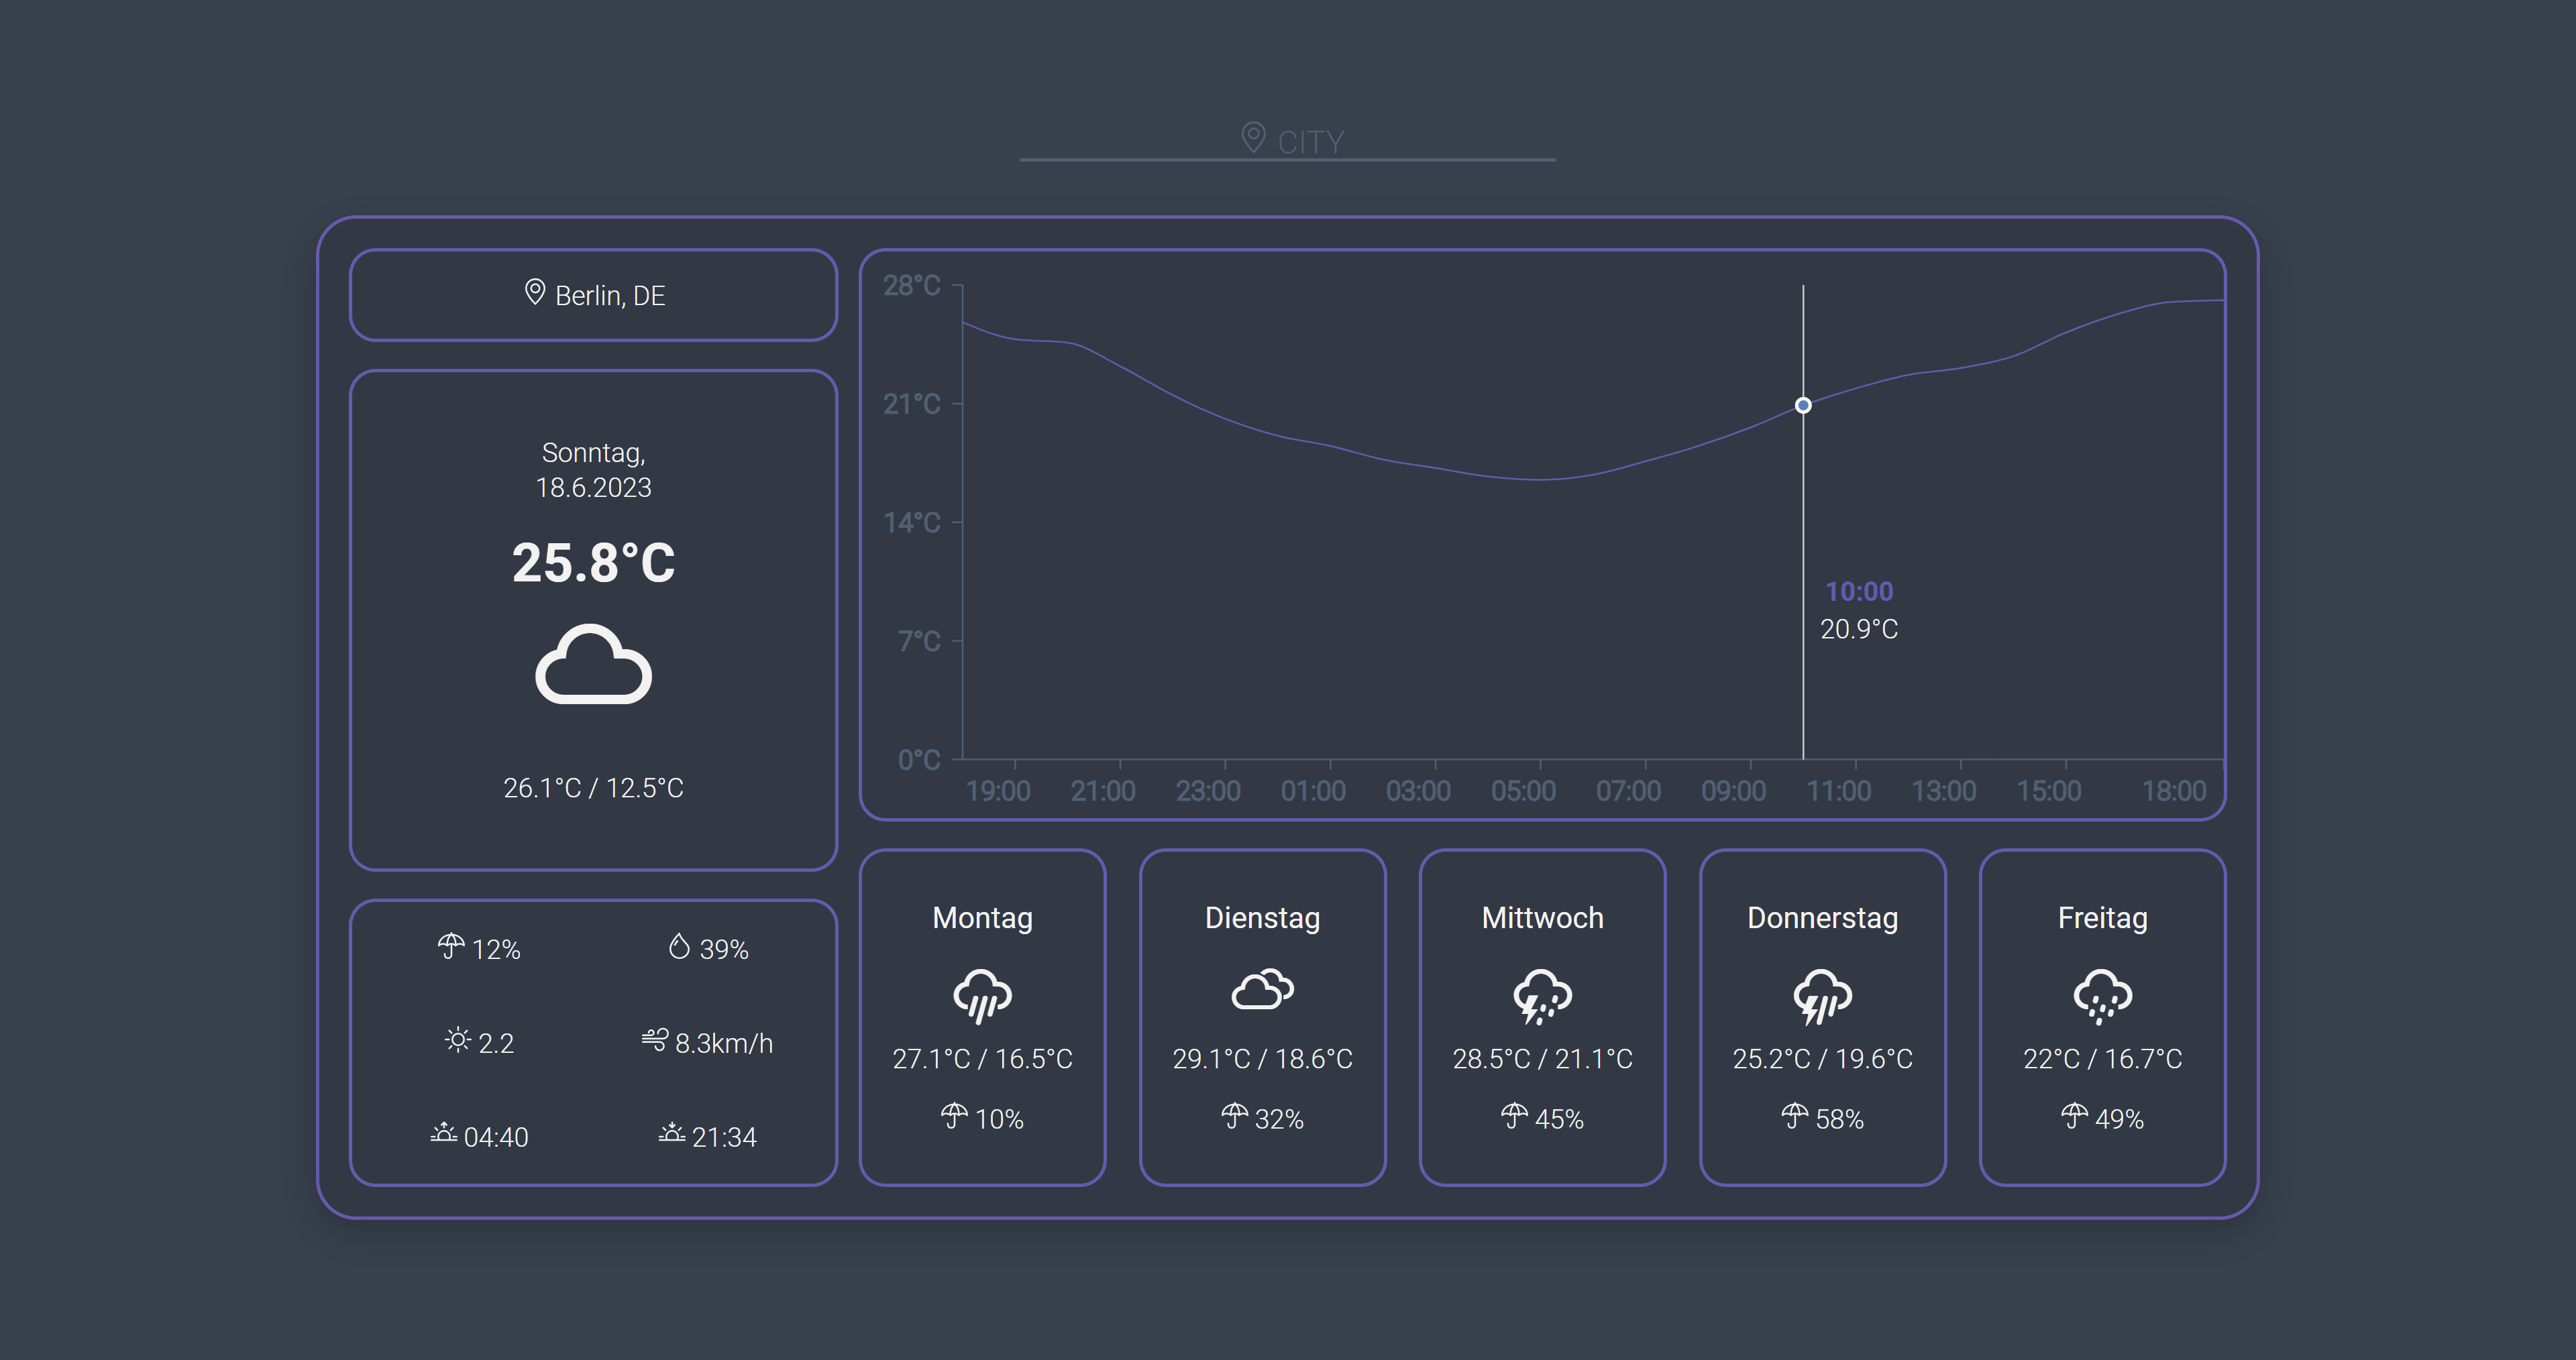 CITY
Berlin, DE
Sonntag,
18.6.2023
25.8°C
26.1°C / 12.5°C
12%
39%
2.2
8.3km/h
04:40
21:34
28°C
21°C
14°C
7°C
0°C
10:00
20.9°C
19:00 21:00 23:00 01:00 03:00 05:00 07:00 09:00 11:00 13:00 15:00 18:00
Montag
27.1°C / 16.5°C
10%
Dienstag
29.1°C / 18.6°C
32%
Mittwoch
28.5°C / 21.1°C
45%
Donnerstag
25.2°C / 19.6°C
58%
Freitag
22°C / 16.7°C
49%